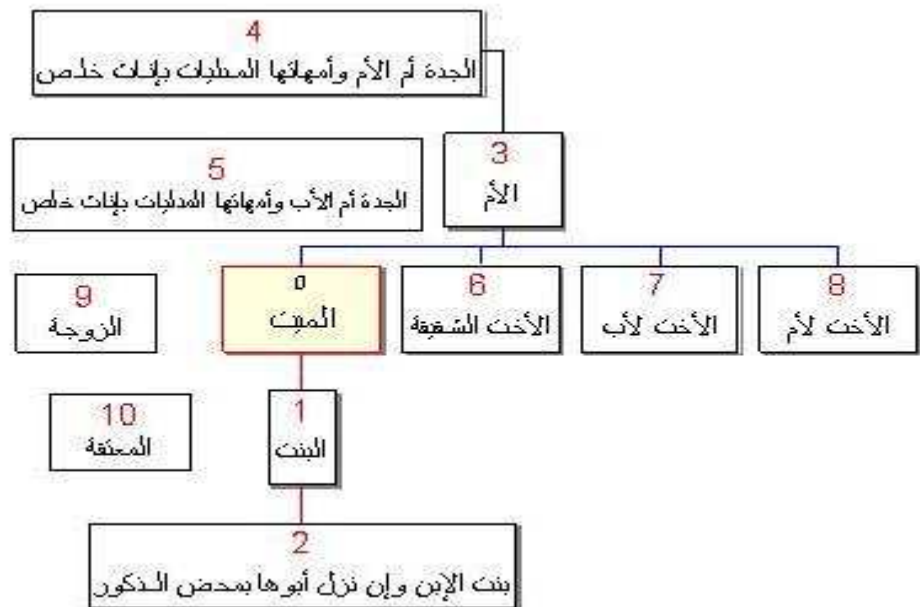 4
الجدة أم الأم وأمهاتها المدليات بإناث خلص
3
الأم
5
الجدة أم الأب وأمهاتها المدليات بإناث خلص
0
الميت
6
الأخت الشقيقة
7
الأخت لأب
8
الأخت لأم
9
الزوجة
1
البنت
10
المعتقة
2
بنت الإبن وإن نزل أبوها بمحض الذكور